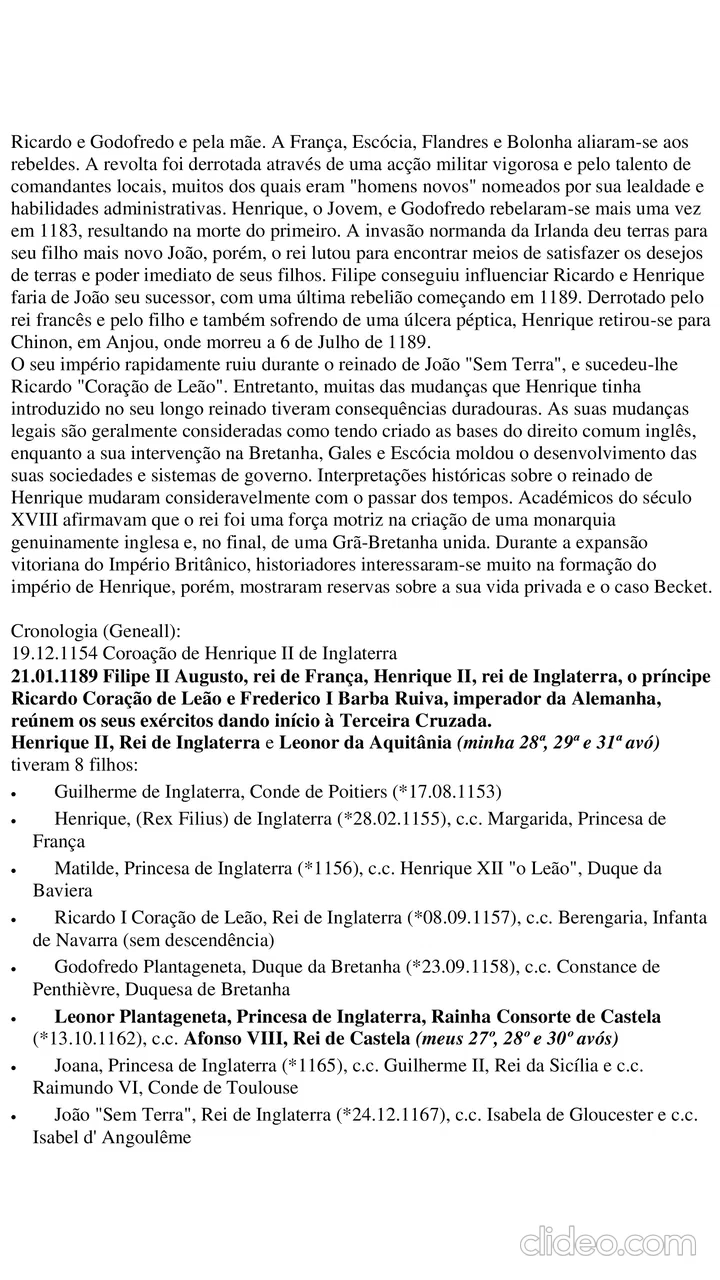 Ricardo e Godofredo e pela mãe. A França, Escócia, Flandres e Bolonha aliaram-se aos
rebeldes. A revolta foi derrotada através de uma acção militar vigorosa e pelo talento de
comandantes locais, muitos dos quais eram "homens novos" nomeados por sua lealdade e
habilidades administrativas. Henrique, o Jovem, e Godofredo rebelaram-se mais uma vez
em 1183, resultando na morte do primeiro. A invasão normanda da Irlanda deu terras para
seu filho mais novo João, porém, o rei lutou para encontrar meios de satisfazer os desejos
de terras e poder imediato de seus filhos. Filipe conseguiu influenciar Ricardo e Henrique
faria de João seu sucessor, com uma última rebelião começando em 1189. Derrotado pelo
rei francês e pelo filho e também sofrendo de uma úlcera péptica, Henrique retirou-se para
Chinon, em Anjou, onde morreu a 6 de Julho de 1189.
O seu império rapidamente ruiu durante o reinado de João "Sem Terra", e sucedeu-lhe
Ricardo "Coração de Leão". Entretanto, muitas das mudanças que Henrique tinha
introduzido no seu longo reinado tiveram consequências duradouras. As suas mudanças
legais são geralmente consideradas como tendo criado as bases do direito comum inglês,
enquanto a sua intervenção na Bretanha, Gales e Escócia moldou o desenvolvimento das
suas sociedades e sistemas de governo. Interpretações históricas sobre o reinado de
Henrique mudaram consideravelmente com o passar dos tempos. Académicos do século
XVIII afirmavam que o rei foi uma força motriz na criação de uma monarquia
genuinamente inglesa e, no final, de uma Grã-Bretanha unida. Durante a expansão
vitoriana do Império Britânico, historiadores interessaram-se muito na formação do
império de Henrique, porém, mostraram reservas sobre a sua vida privada e o caso Becket.
Cronologia (Geneall):
19.12.1154 Coroação de Henrique II de Inglaterra
21.01.1189 Filipe II Augusto, rei de França, Henrique II, rei de Inglaterra, o príncipe
Ricardo Coração de Leão e Frederico I Barba Ruiva, imperador da Alemanha,
reúnem os seus exércitos dando início à Terceira Cruzada.
Henrique II, Rei de Inglaterra e Leonor da Aquitânia (minha 28ª, 29ª e 31ª avó)
tiveram 8 filhos:
• Guilherme de Inglaterra, Conde de Poitiers (*17.08.1153)
• Henrique, (Rex Filius) de Inglaterra (*28.02.1155), c.c. Margarida, Princesa de
França
• Matilde, Princesa de Inglaterra (*1156), c.c. Henrique XII "o Leão", Duque da
Baviera
• Ricardo I Coração de Leão, Rei de Inglaterra (*08.09.1157), c.c. Berengaria, Infanta
de Navarra (sem descendência)
• Godofredo Plantageneta, Duque da Bretanha (*23.09.1158), c.c. Constance de
Penthièvre, Duquesa de Bretanha
• Leonor Plantageneta, Princesa de Inglaterra, Rainha Consorte de Castela
(*13.10.1162), c.c. Afonso VIII, Rei de Castela (meus 27º, 28º e 30º avós)
• Joana, Princesa de Inglaterra (*1165), c.c. Guilherme II, Rei da Sicília e c.c.
Raimundo VI, Conde de Toulouse
• João "Sem Terra", Rei de Inglaterra (*24.12.1167), c.c. Isabela de Gloucester e c.c.
Isabel d' Angoulême
clideo.com